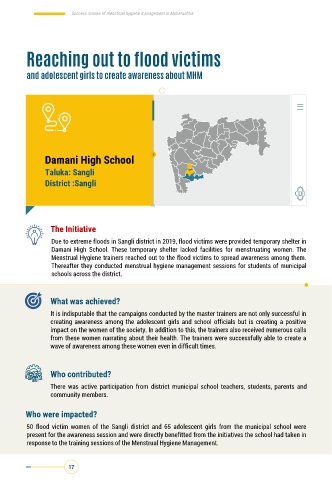 Success stories of menstrual hygiene management in Maharashtra
Reaching out to flood victims
and adolescent girls to create awareness about MHM
Damani High School
Taluka: Sangli
District :Sangli
The Initiative
Due to extreme floods in Sangli district in 2019, flood victims were provided temporary shelter in
Damani High School. These temporary shelter lacked facilities for menstruating women. The
Menstrual Hygiene trainers reached out to the flood victims to spread awareness among them.
Thereafter they conducted menstrual hygiene management sessions for students of municipal
schools across the district.
What was achieved?
It is indisputable that the campaigns conducted by the master trainers are not only successful in
creating awareness among the adolescent girls and school officials but is creating a positive
impact on the women of the society. In addition to this, the trainers also received numerous calls
from these women narrating about their health. The trainers were successfully able to create a
wave of awareness among these women even in difficult times.
Who contributed?
There was active participation from district municipal school teachers, students, parents and
community members.
Who were impacted?
50 flood victim women of the Sangli district and 65 adolescent girls from the municipal school were
present for the awareness session and were directly benefitted from the initiatives the school had taken in
response to the training sessions of the Menstrual Hygiene Management.
17